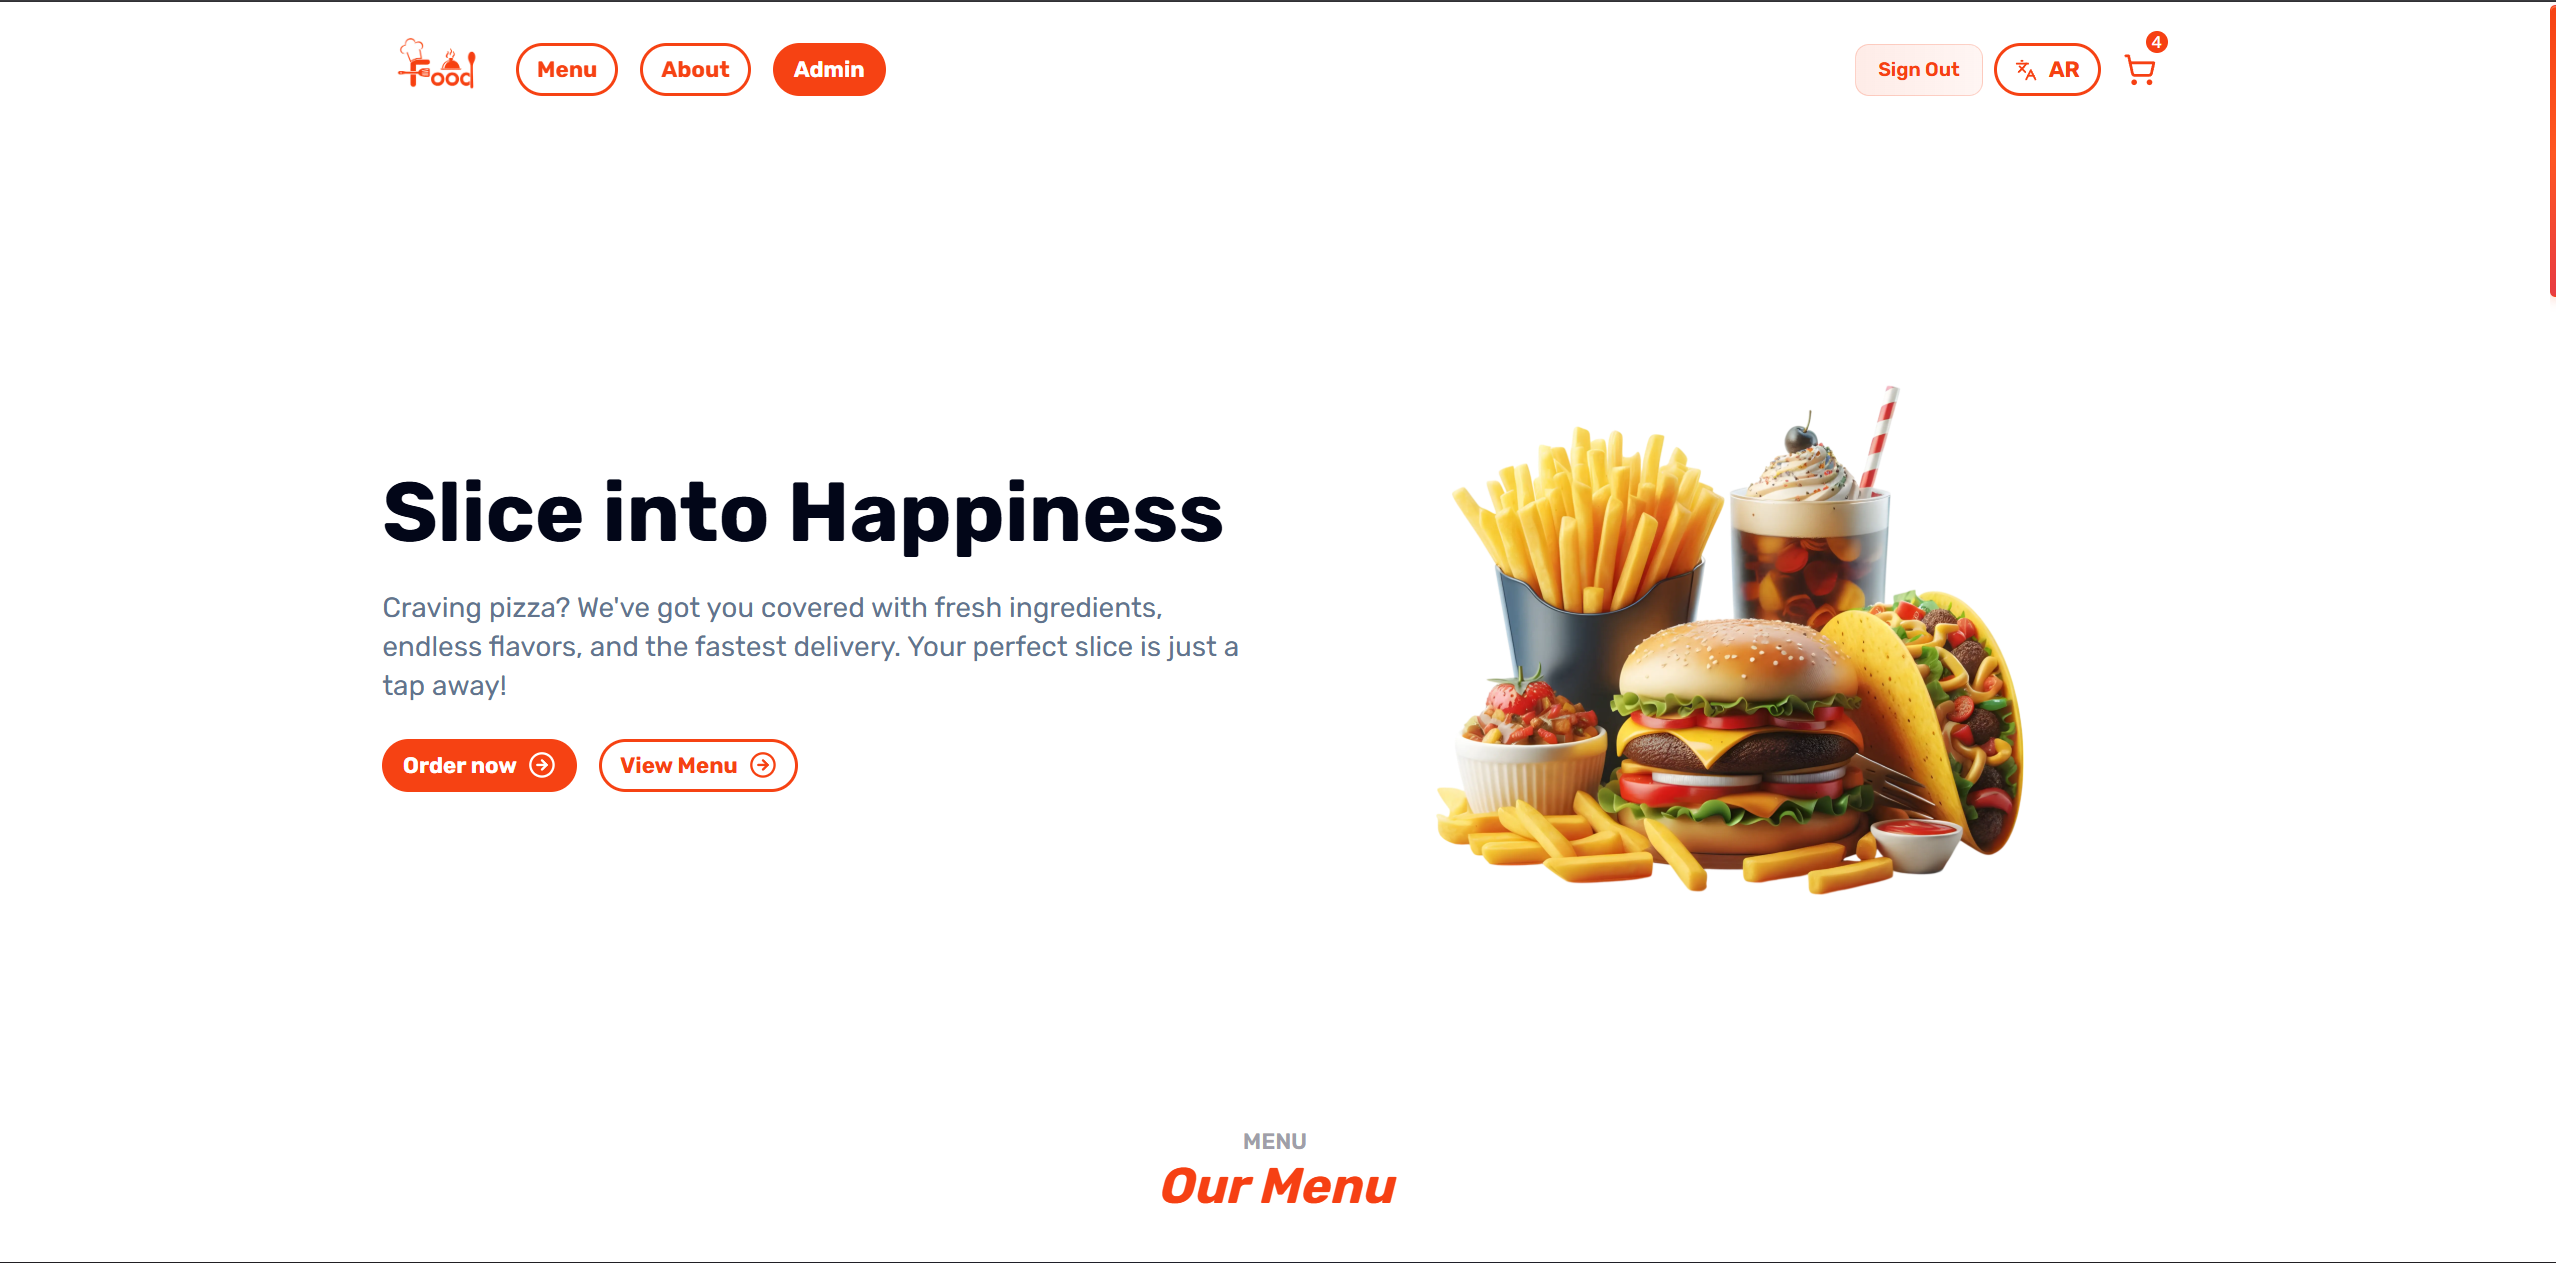 Food
Menu
About
Admin
Sign Out
AR
4
Slice into Happiness
Craving pizza? We've got you covered with fresh ingredients,
endless flavors, and the fastest delivery. Your perfect slice is just a
tap away!
Order now
View Menu
MENU
Our Menu